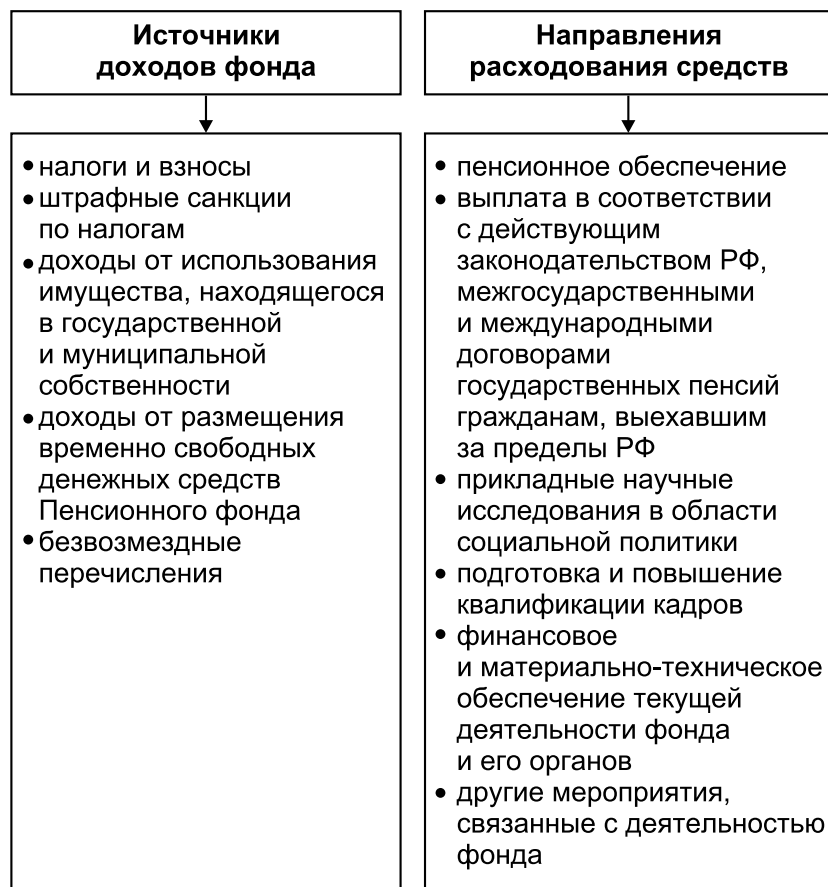 Источники
доходов фонда
• налоги и взносы
• штрафные санкции
по налогам
• доходы от использования
имущества, находящегося
в государственной
и муниципальной
собственности
• доходы от размещения
временно свободных
денежных средств
Пенсионного фонда
• безвозмездные
перечисления
Направления
расходования средств
• пенсионное обеспечение
• выплата в соответствии
с действующим
законодательством РФ,
межгосударственными
и международными
договорами
государственных пенсий
гражданам, выехавшим
за пределы РФ
• прикладные научные
исследования в области
социальной политики
• подготовка и повышение
квалификации кадров
• финансовое
и материально-техническое
обеспечение текущей
деятельности фонда
и его органов
• другие мероприятия,
связанные с деятельностью
фонда